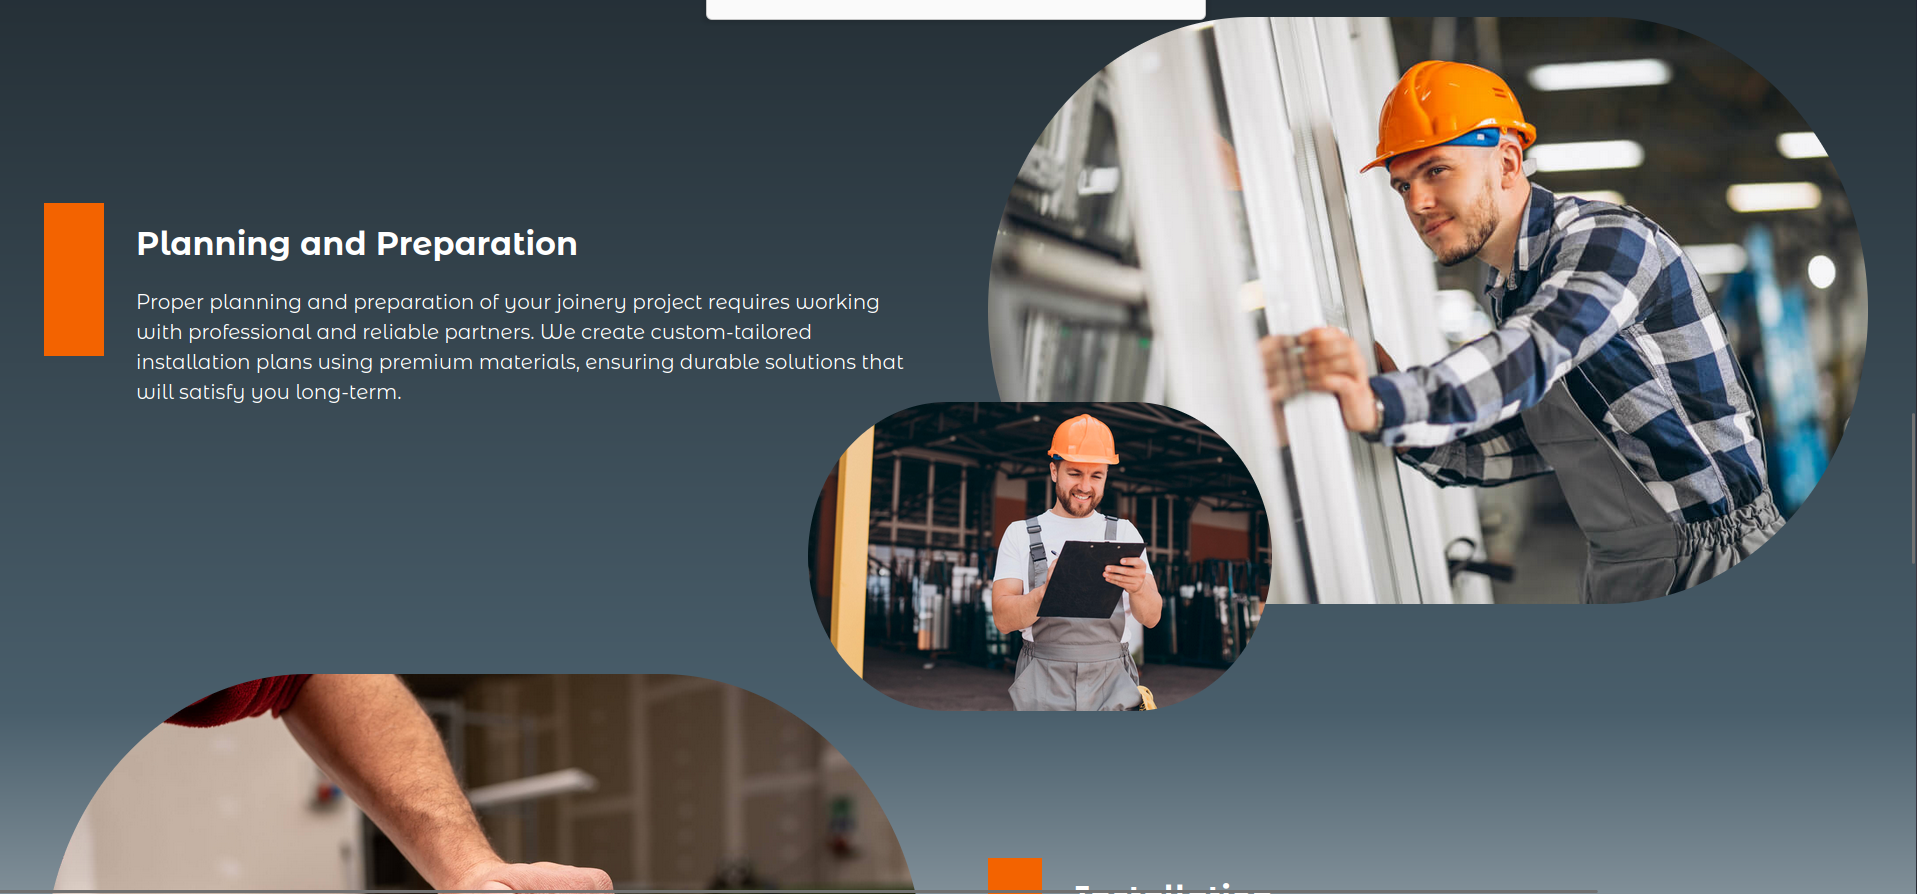 Planning and Preparation
Proper planning and preparation of your joinery project requires working
with professional and reliable partners. We create custom-tailored
installation plans using premium materials, ensuring durable solutions that
will satisfy you long-term.